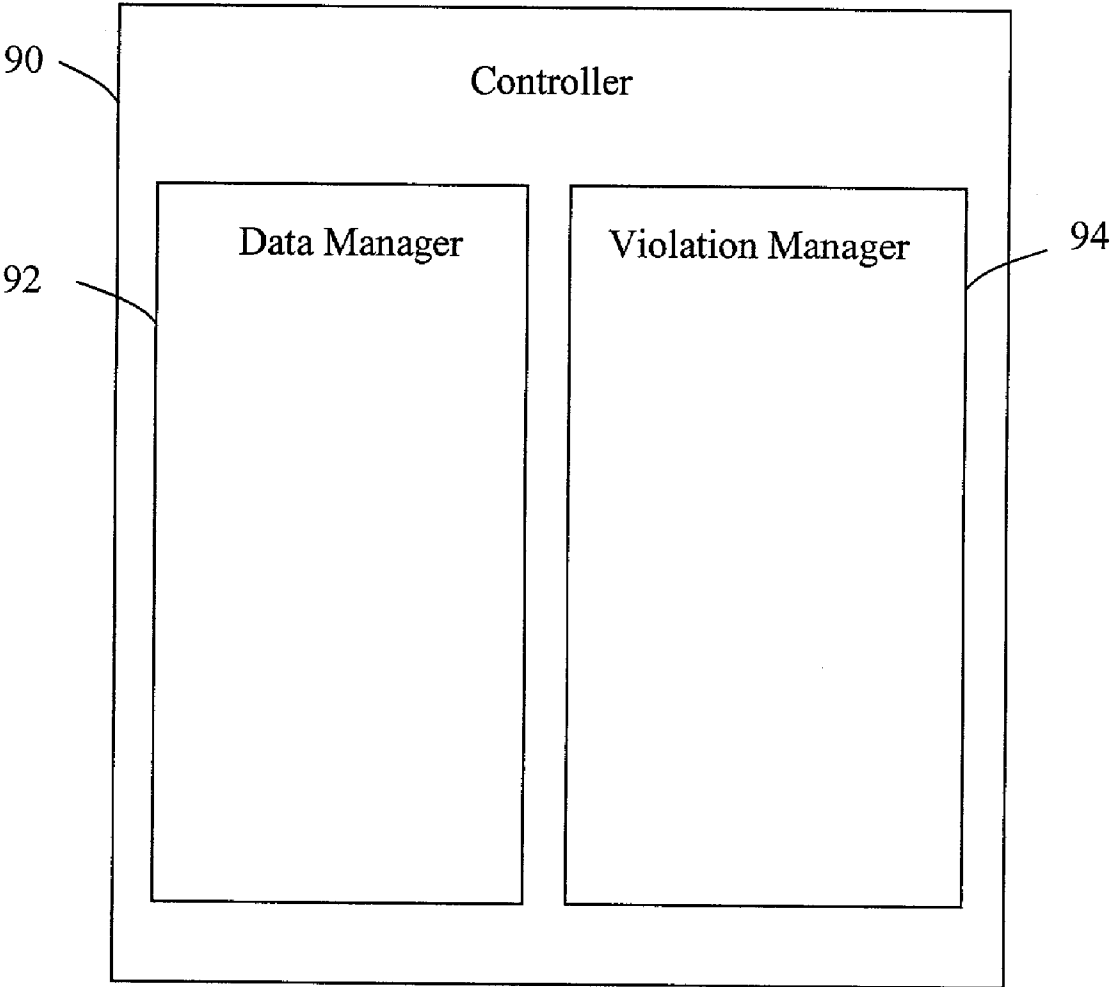 90
Controller
Data Manager
Violation Manager
94
92